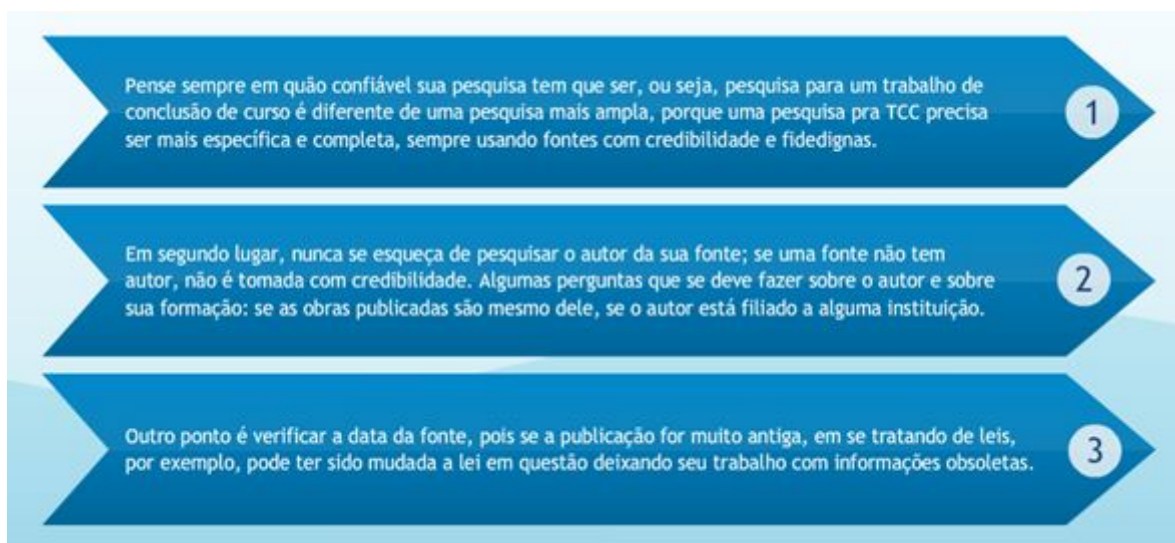 Pense sempre em quão confiável sua pesquisa tem que ser, ou seja, pesquisa para um trabalho de
conclusão de curso é diferente de uma pesquisa mais ampla, porque uma pesquisa pra TCC precisa
ser mais específica e completa, sempre usando fontes com credibilidade e fidedignas.
1
Em segundo lugar, nunca se esqueça de pesquisar o autor da sua fonte; se uma fonte não tem
autor, não é tomada com credibilidade. Algumas perguntas que se deve fazer sobre o autor e sobre
sua formação: se as obras publicadas são mesmo dele, se o autor está filiado a alguma instituição.
2
Outro ponto é verificar a data da fonte, pois se a publicação for muito antiga, em se tratando de leis,
por exemplo, pode ter sido mudada a lei em questão deixando seu trabalho com informações obsoletas.
3